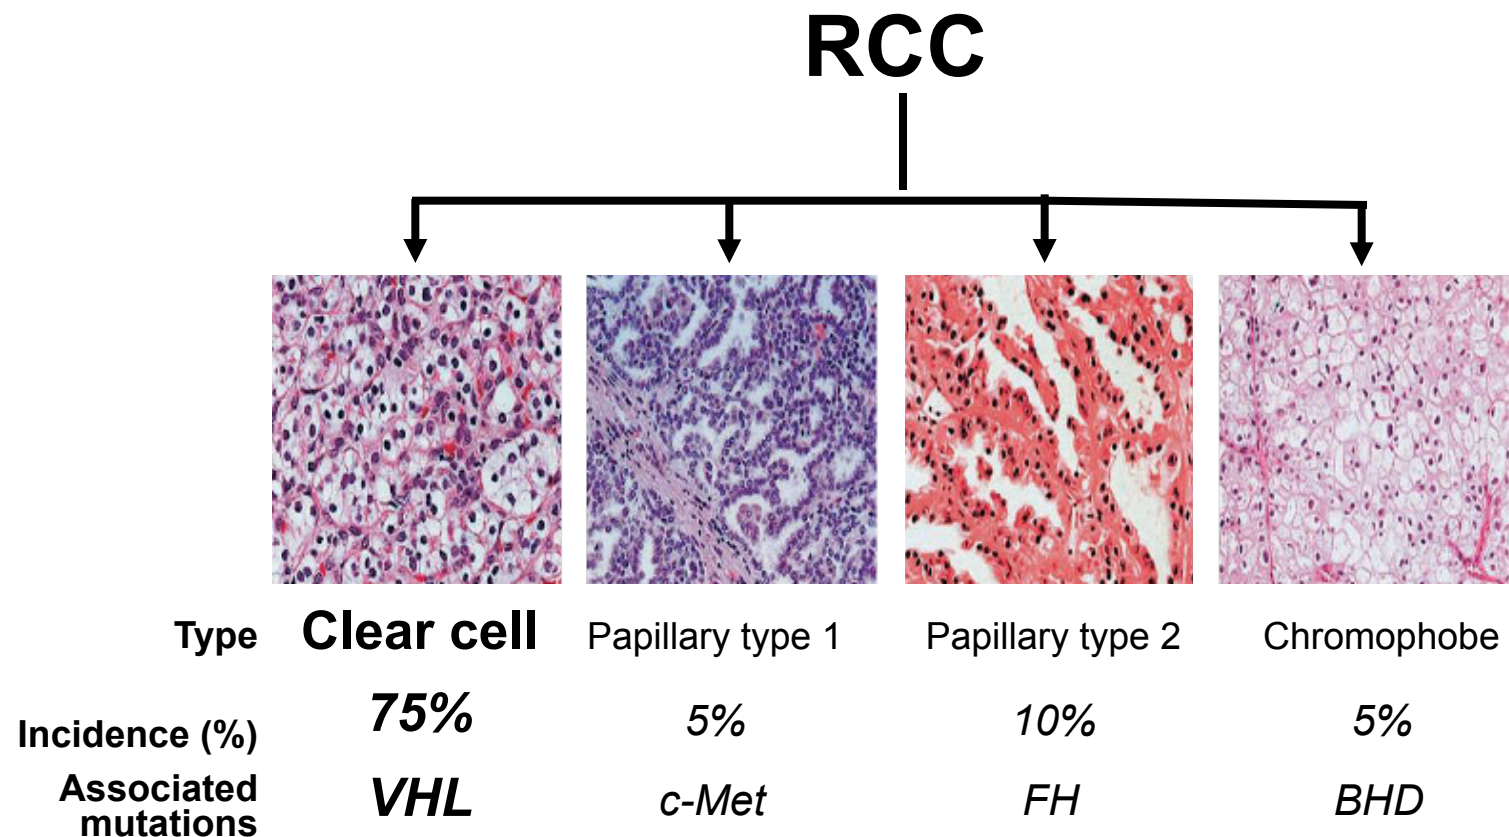 RCC
Type Clear cell Papillary type 1 Papillary type 2 Chromophobe
Incidence (%) 75% 5% 10% 5%
Associated
mutations VHL c-Met FH BHD